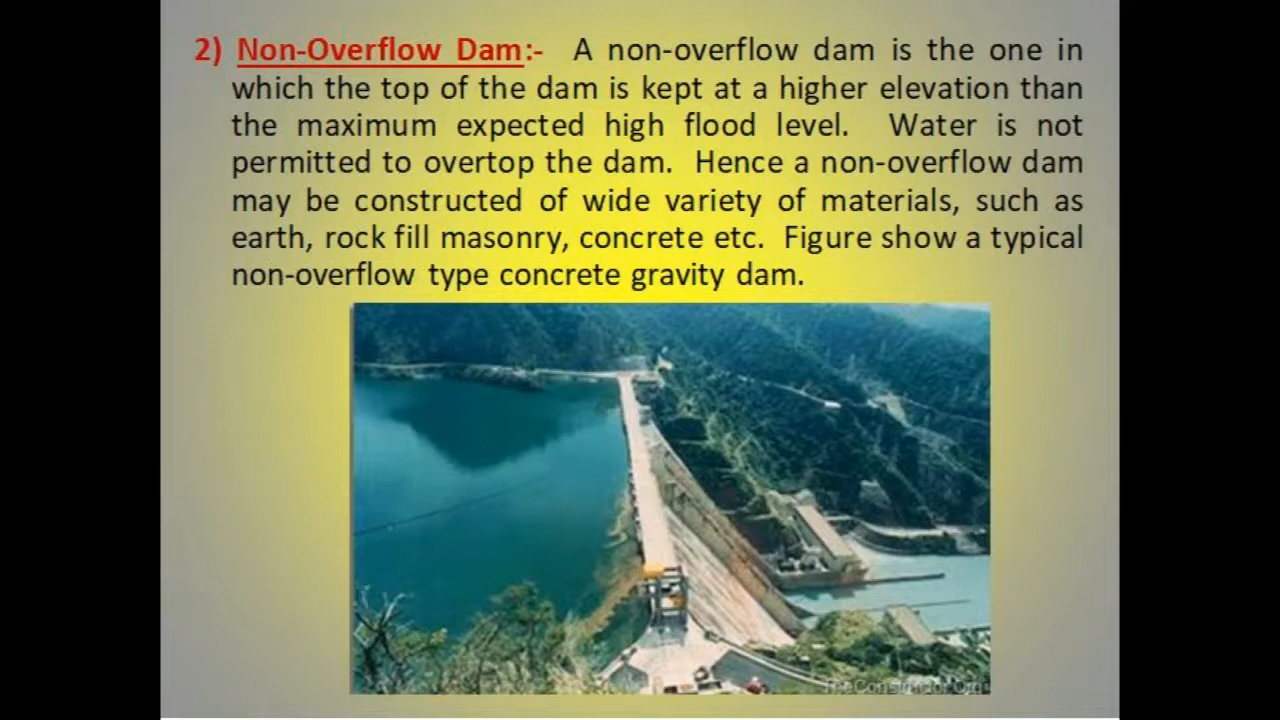 2) Non-Overflow Dam:- A non-overflow dam is the one in
which the top of the dam is kept at a higher elevation than
the maximum expected high flood level. Water is not
permitted to overtop the dam. Hence a non-overflow dam
may be constructed of wide variety of materials, such as
earth, rock fill masonry, concrete etc. Figure show a typical
non-overflow type concrete gravity dam.
TheConstructor.Org